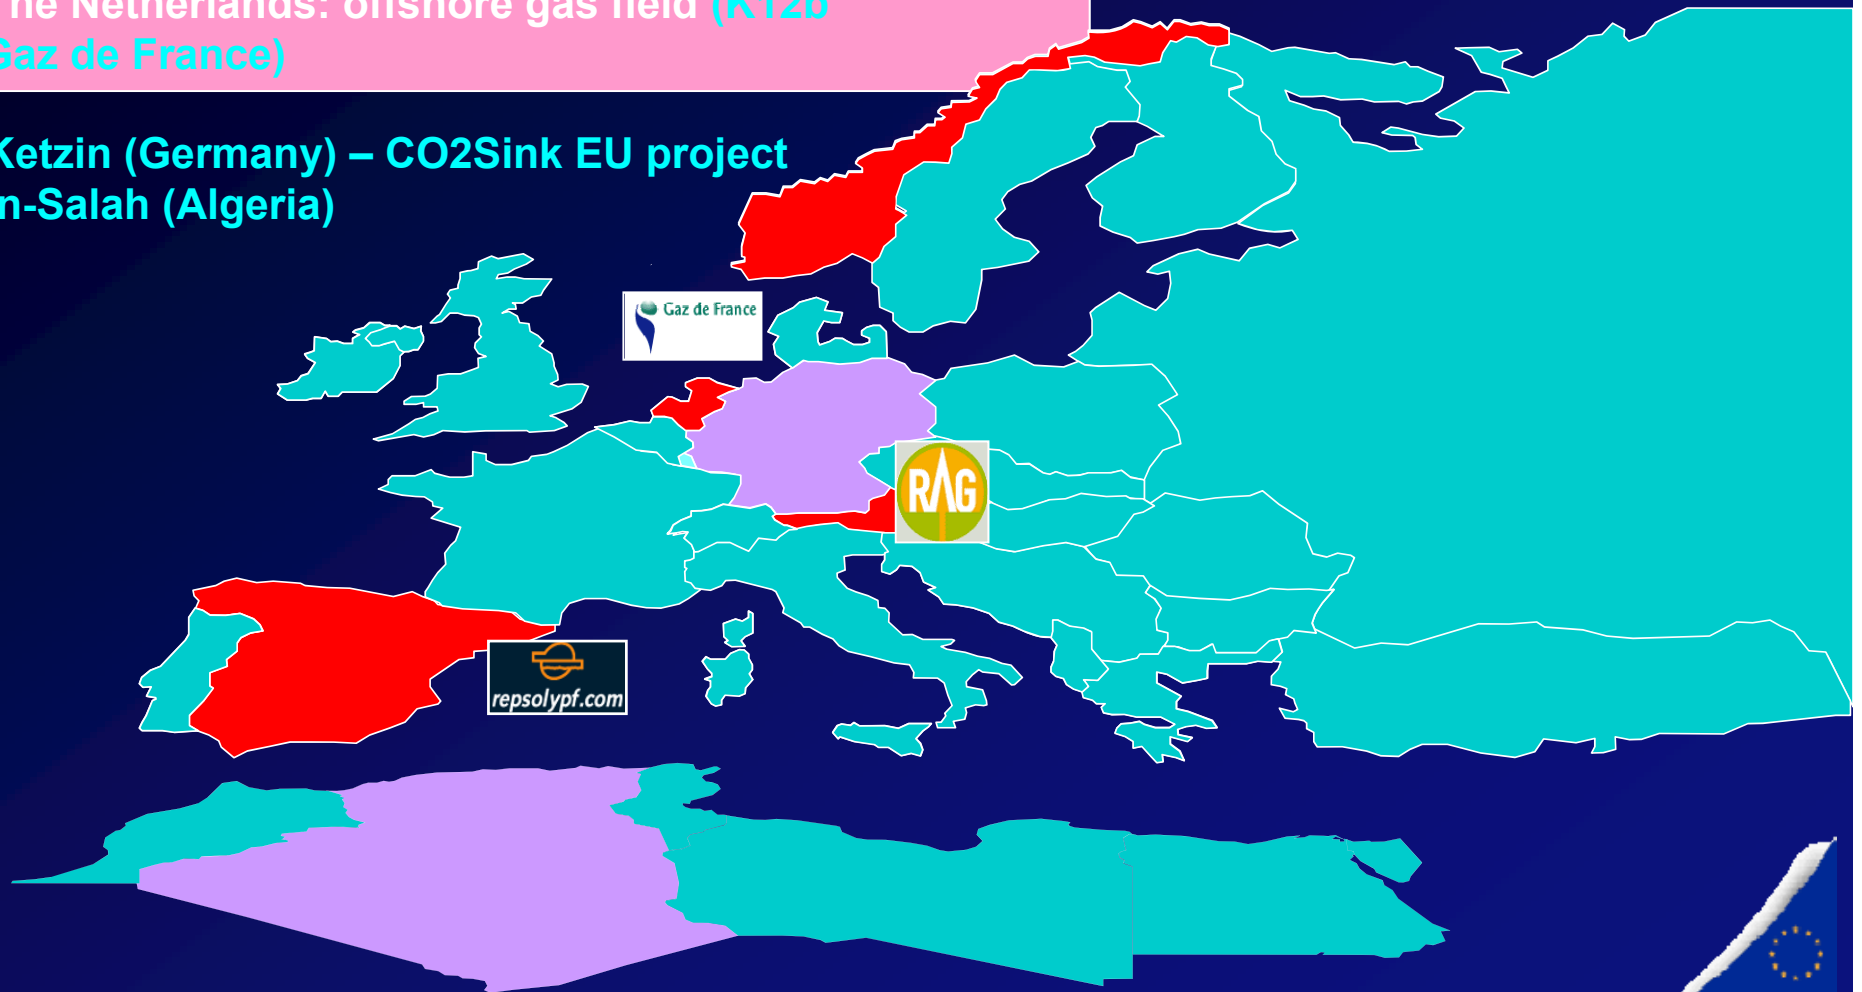 he Netherlands: offshore gas field (K12b
Gaz de France)
Ketzin (Germany) – CO2Sink EU project
n-Salah (Algeria)
Gaz de France
RAG
repsolypf.com